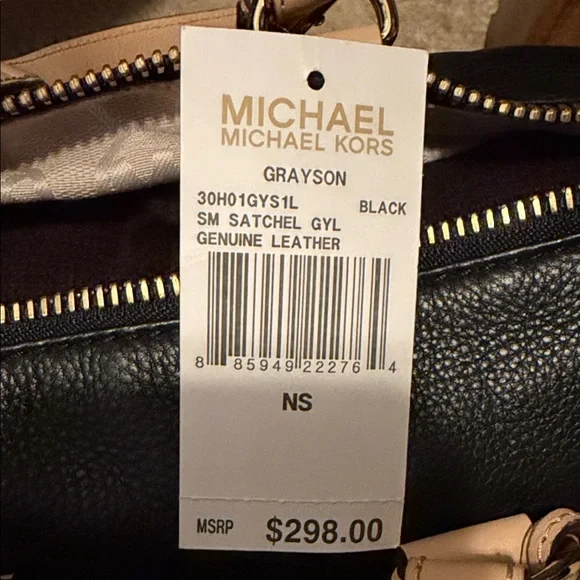 MICHAEL
MICHAEL KORS
GRAYSON
30H01GYS1L BLACK
SM SATCHEL GYL
GENUINE LEATHER
8 85949 22276 4
NS
MSRP $298.00